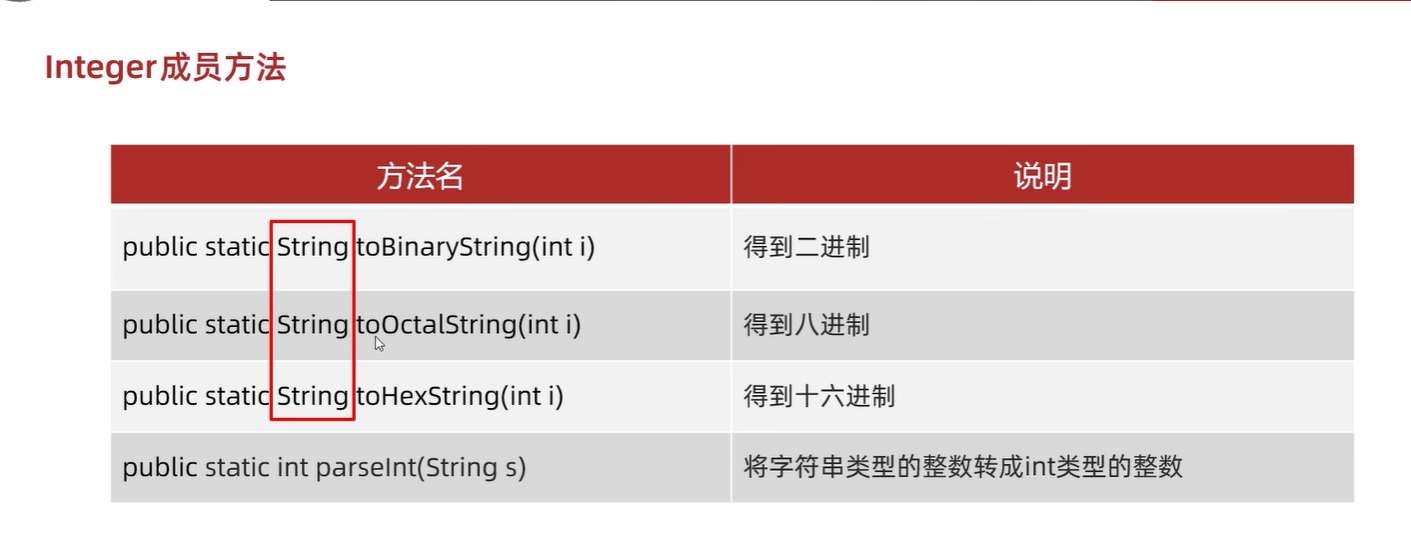 Integer成员方法
方法名 说明
public static String toBinaryString(int i) 得到二进制
public static String toOctalString(int i) 得到八进制
public static String toHexString(int i) 得到十六进制
public static int parseInt(String s) 将字符串类型的整数转成int类型的整数